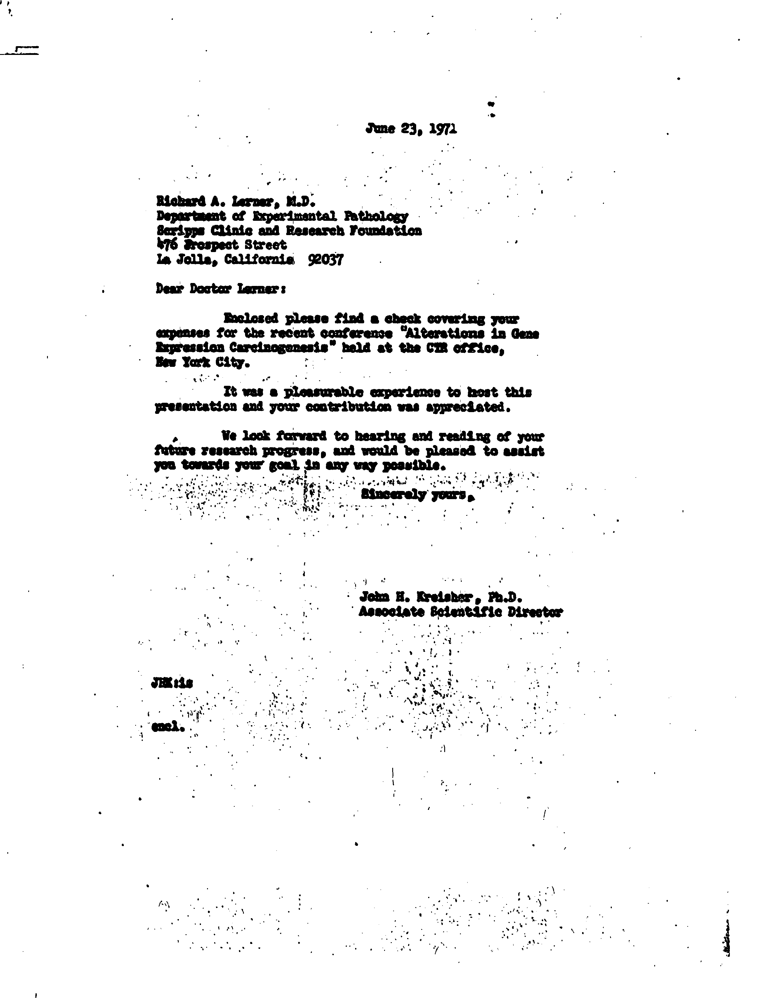 June 23, 1971
Richard A. Lerner, M.D.
Department of Experimental Pathology
Scripps Clinic and Research Foundation
476 Prospect Street
La Jolla, California 92037
Dear Doctor Lerner:
Enclosed please find a check covering your
expenses for the recent conference "Alterations in Gene
Expression Carcinogenesis" held at the CTR office,
New York City.
It was a pleasurable experience to host this
presentation and your contribution was appreciated.
We look forward to hearing and reading of your
future research progress, and would be pleased to assist
you towards your goal in any way possible.
Sincerely yours,
John H. Kreisher, Ph.D.
Associate Scientific Director
JHK:is
encl.